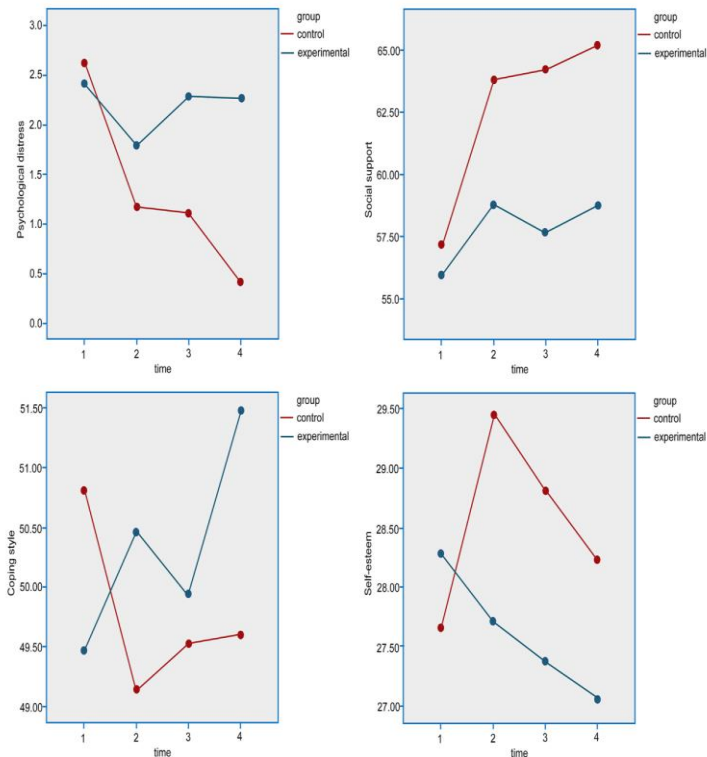 group
control
experimental
3.0
2.5
2.0
1.5
1.0
0.5
0.0
Psychological distress
1 2 3 4
time
group
control
experimental
65.00
62.50
60.00
57.50
55.0
Social support
1 2 3 4
time
group
control
experimental
51.50
51.00
50.50
50.00
49.50
49.00
Coping style
1 2 3 4
time
group
control
experimental
29.50
29.00
28.50
28.00
27.50
27.00
Self-esteem
1 2 3 4
time